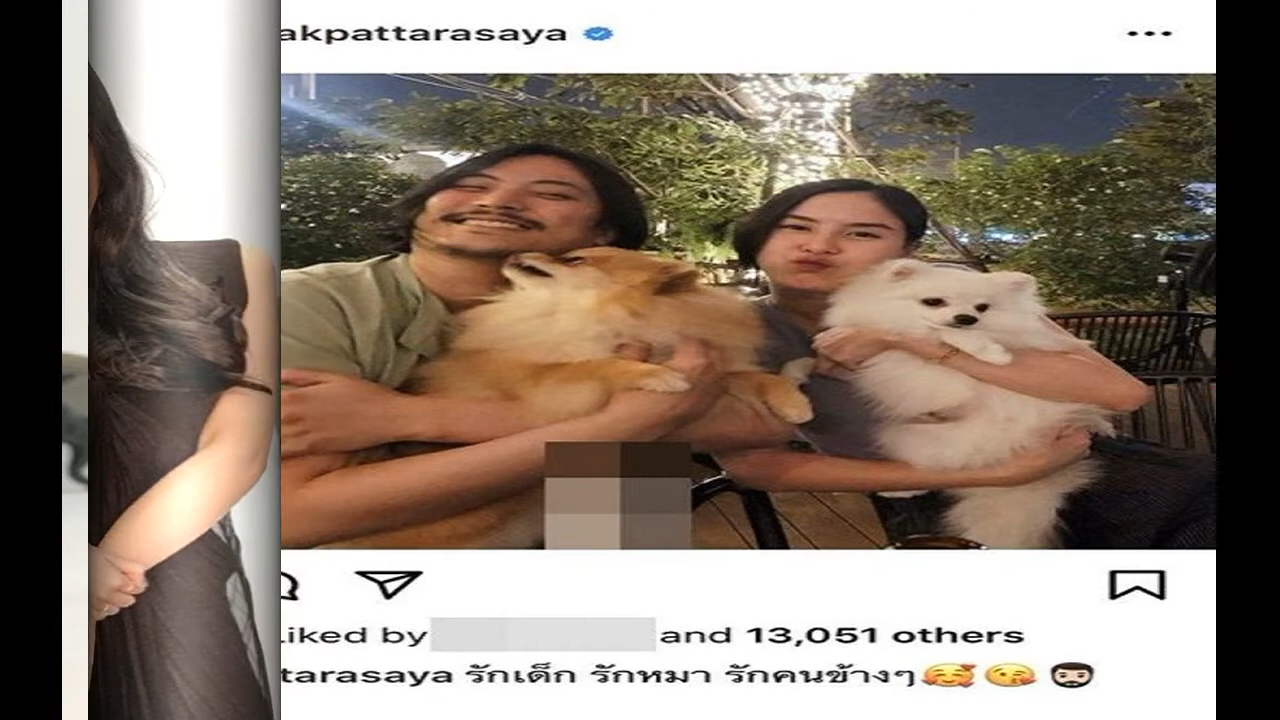 akpattarasaya
Liked by and 13,051 others
tarasaya รักเด็ก รักหมา รักคนข้างๆ🥰 😘 🧔🏻